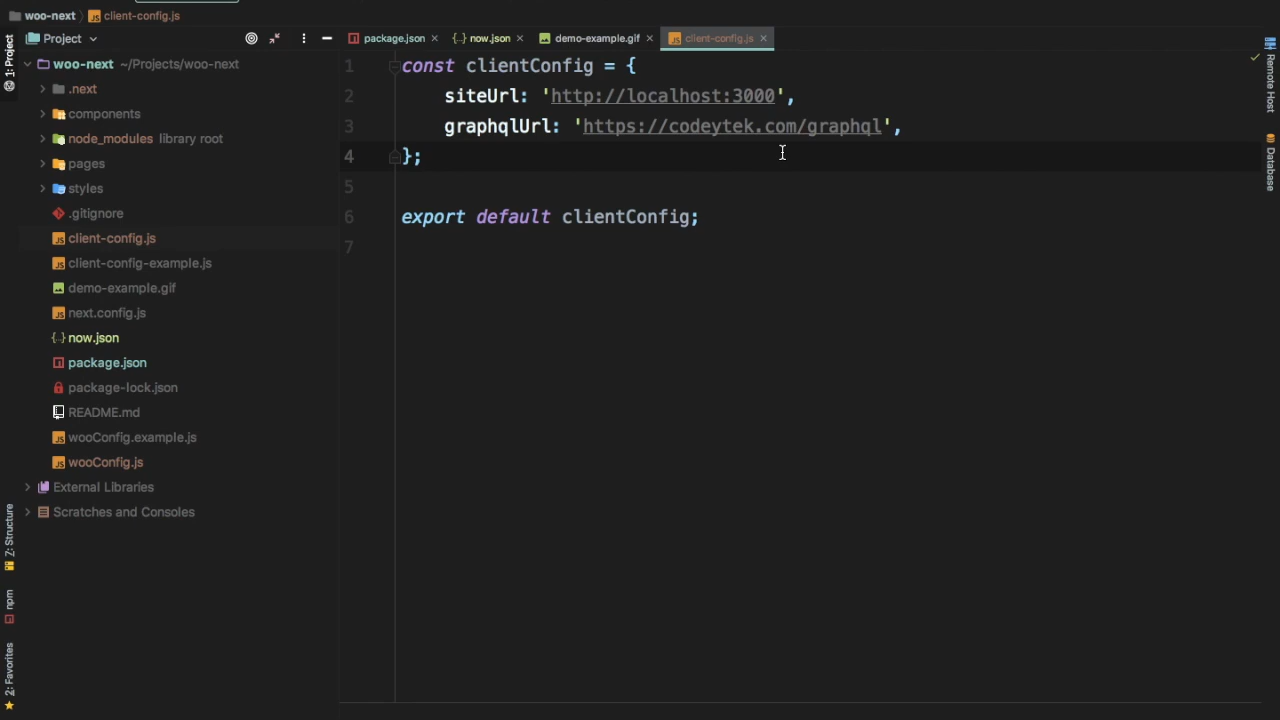 woo-next client-config.js
1: Project
Project
package.json
now.json
demo-example.gif
client-config.js
woo-next ~/Projects/woo-next
.next
components
node_modules library root
pages
styles
.gitignore
client-config.js
client-config-example.js
demo-example.gif
next.config.js
now.json
package.json
package-lock.json
README.md
wooConfig.example.js
wooConfig.js
External Libraries
Scratches and Consoles
1 const clientConfig = {
2 siteUrl: 'http://localhost:3000',
3 graphqlUrl: 'https://codeytek.com/graphql',
4 };
5
6 export default clientConfig;
7
Z: Structure
npm
2: Favorites
Remote Host
Database